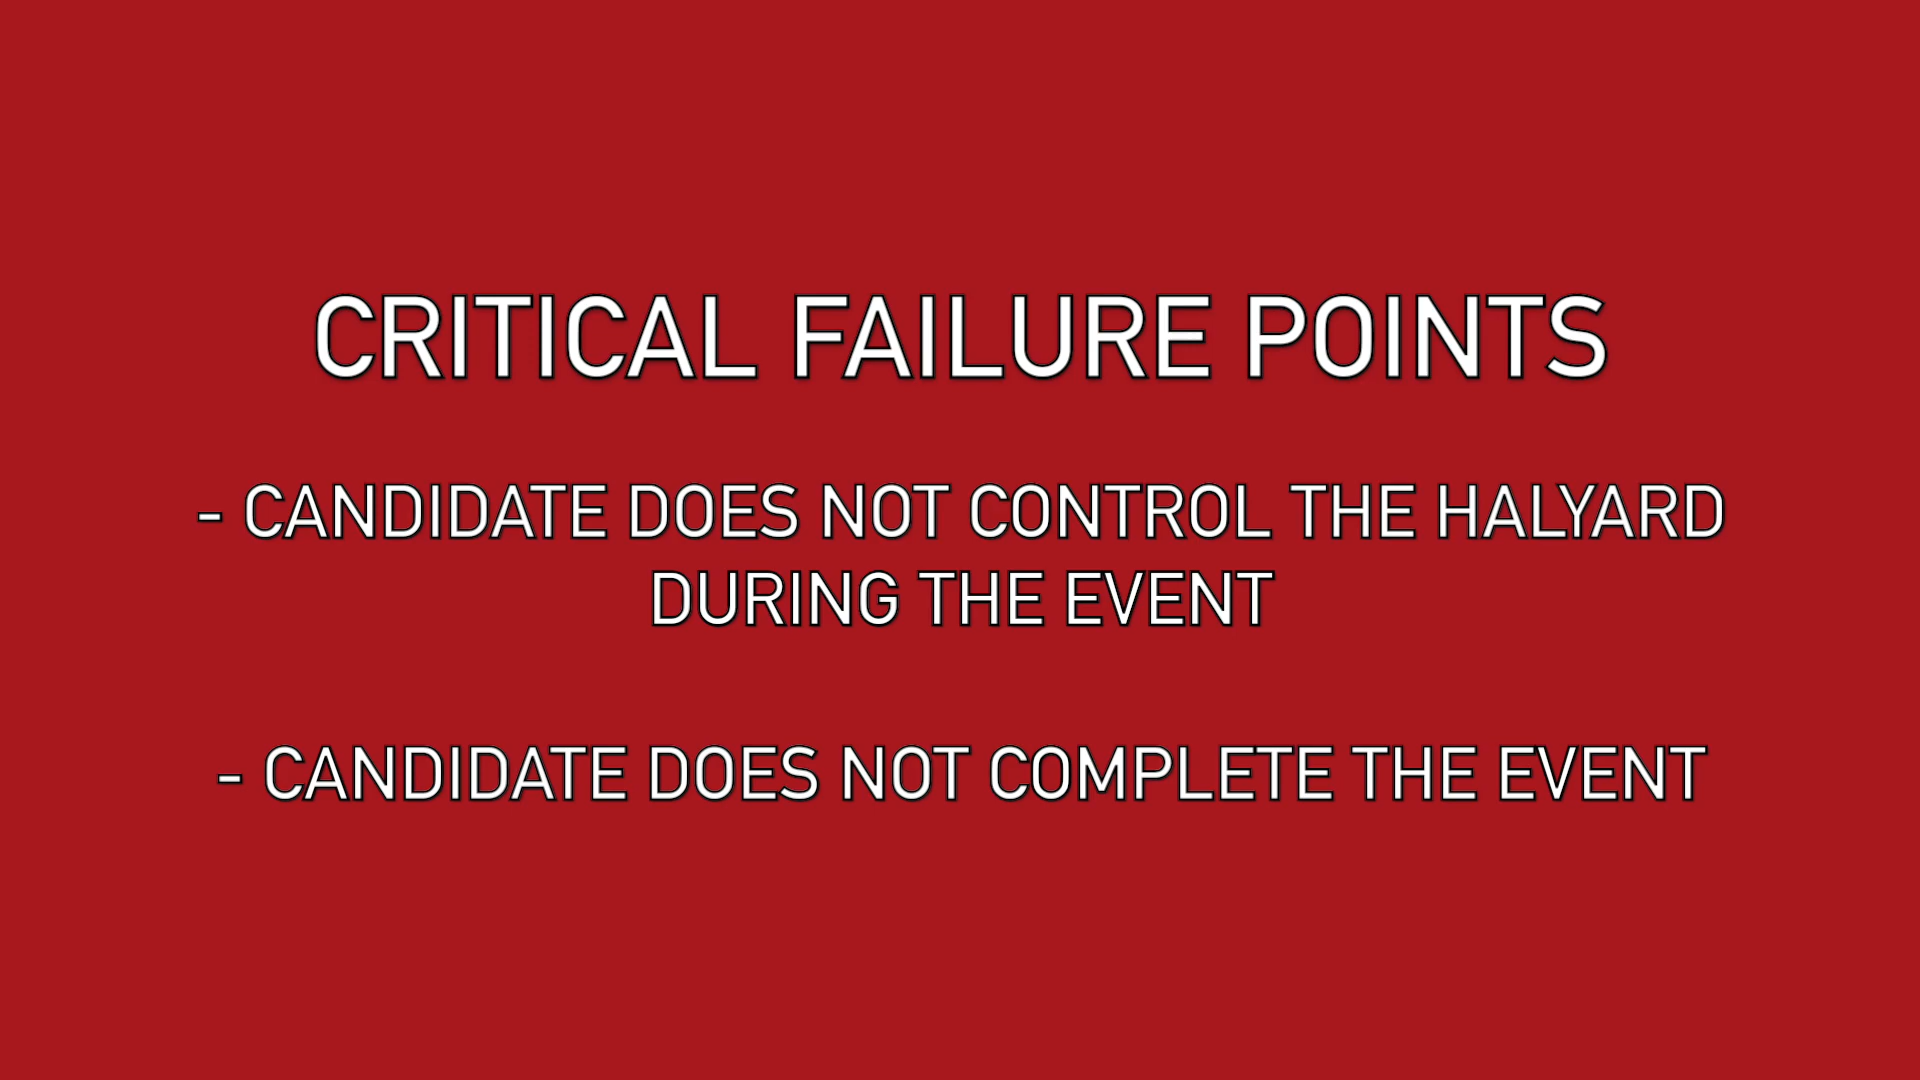 CRITICAL FAILURE POINTS
- CANDIDATE DOES NOT CONTROL THE HALYARD
DURING THE EVENT
- CANDIDATE DOES NOT COMPLETE THE EVENT